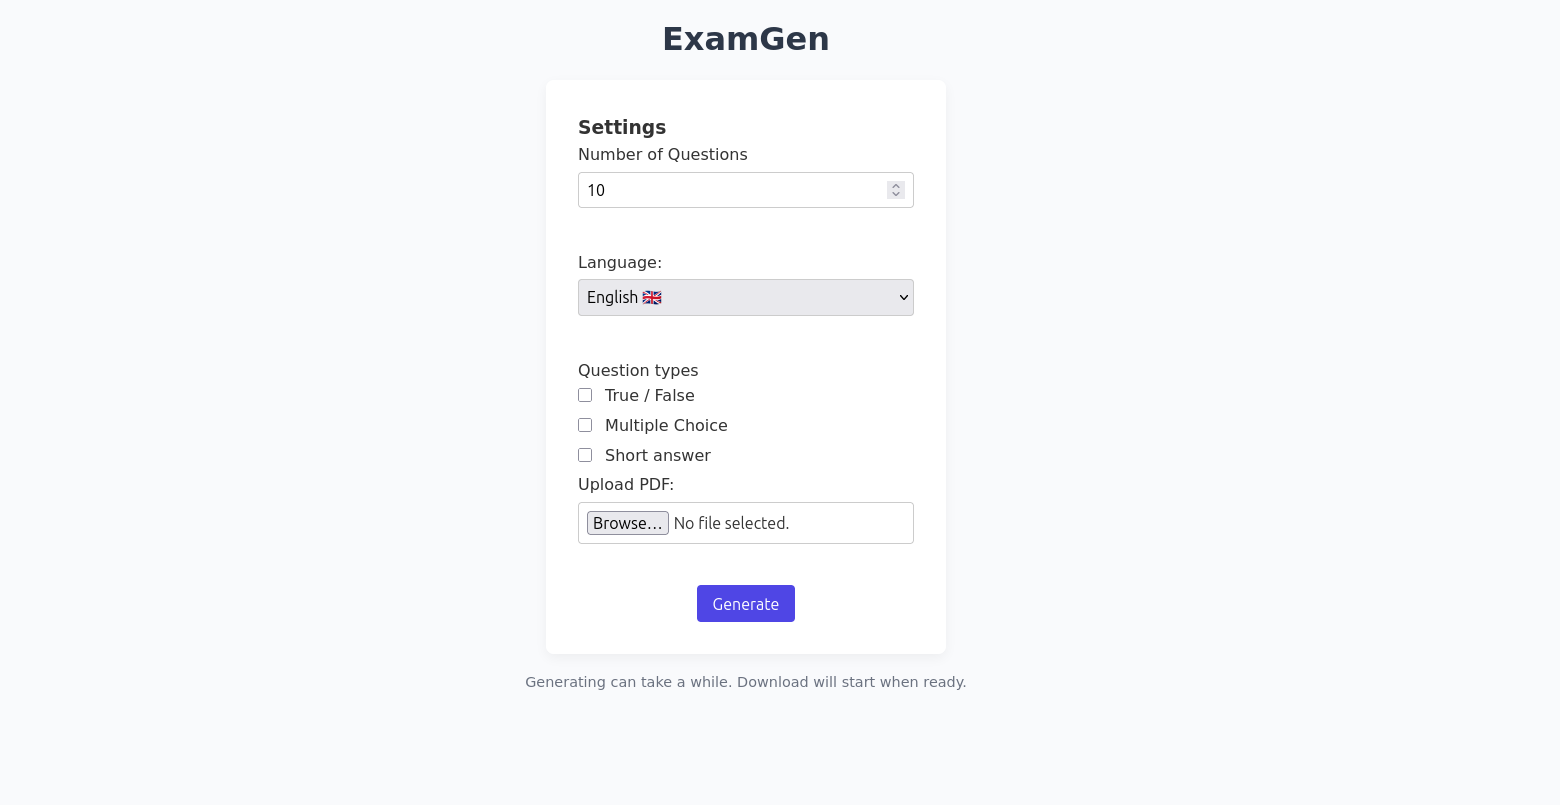 ExamGen
Settings
Number of Questions
10
Language:
English 🇬🇧
Question types
True / False
Multiple Choice
Short answer
Upload PDF:
Browse... No file selected.
Generate
Generating can take a while. Download will start when ready.